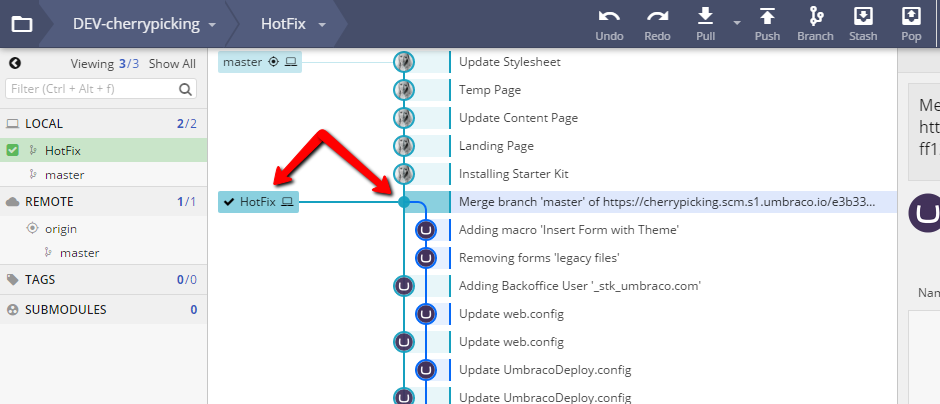 DEV-cherrypicking
HotFix
Undo
Redo
Pull
Push
Branch
Stash
Pop
Viewing 3/3 Show All
Filter (Ctrl + Alt + f)
LOCAL 2/2
HotFix
master
REMOTE 1/1
origin
master
TAGS 0/0
SUBMODULES 0
master
Update Stylesheet
Temp Page
Update Content Page
Landing Page
Installing Starter Kit
HotFix
Merge branch 'master' of https://cherrypicking.scm.s1.umbraco.io/e3b33...
Adding macro 'Insert Form with Theme'
Removing forms 'legacy files'
Adding Backoffice User '_stk_umbraco.com'
Update web.config
Update web.config
Update UmbracoDeploy.config
Update UmbracoDeploy.config
Me
htt
ff1
Nan